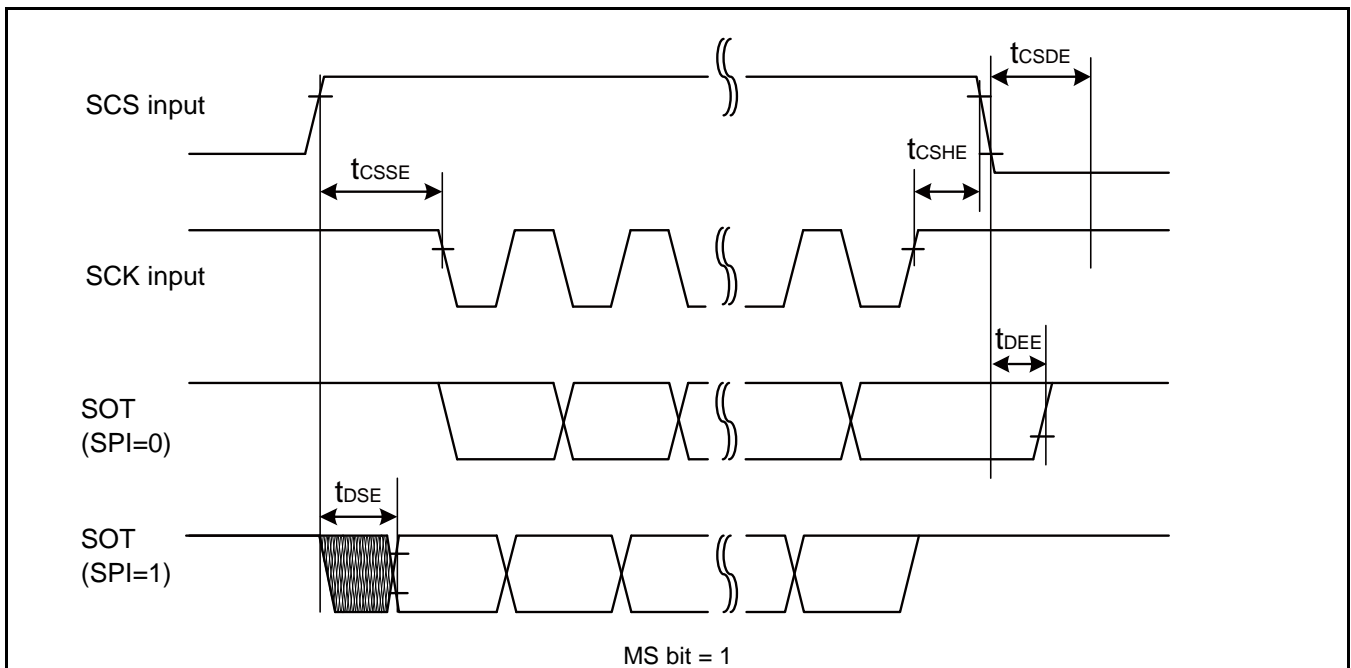 tCSDE
SCS input
tCSHE
tCSSE
SCK input
tDEE
SOT
(SPI=0)
tDSE
SOT
(SPI=1)
MS bit = 1